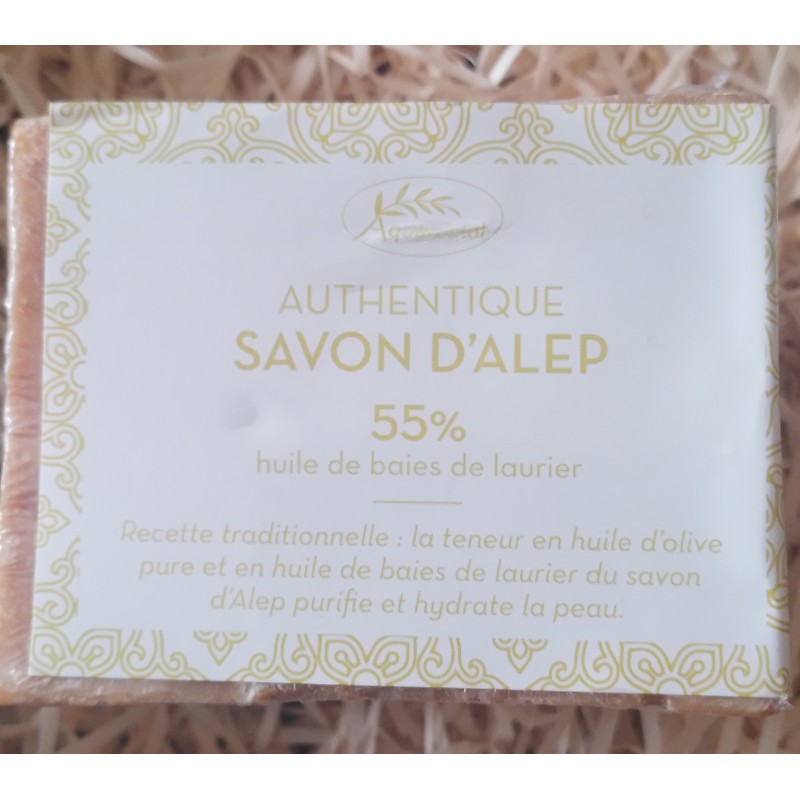 AUTHENTIQUE
SAVON D'ALEP
55%
huile de baies de laurier
Recette traditionnelle : la teneur en huile d'olive
pure et en huile de baies de laurier du savon
d'Alep purifie et hydrate la peau.